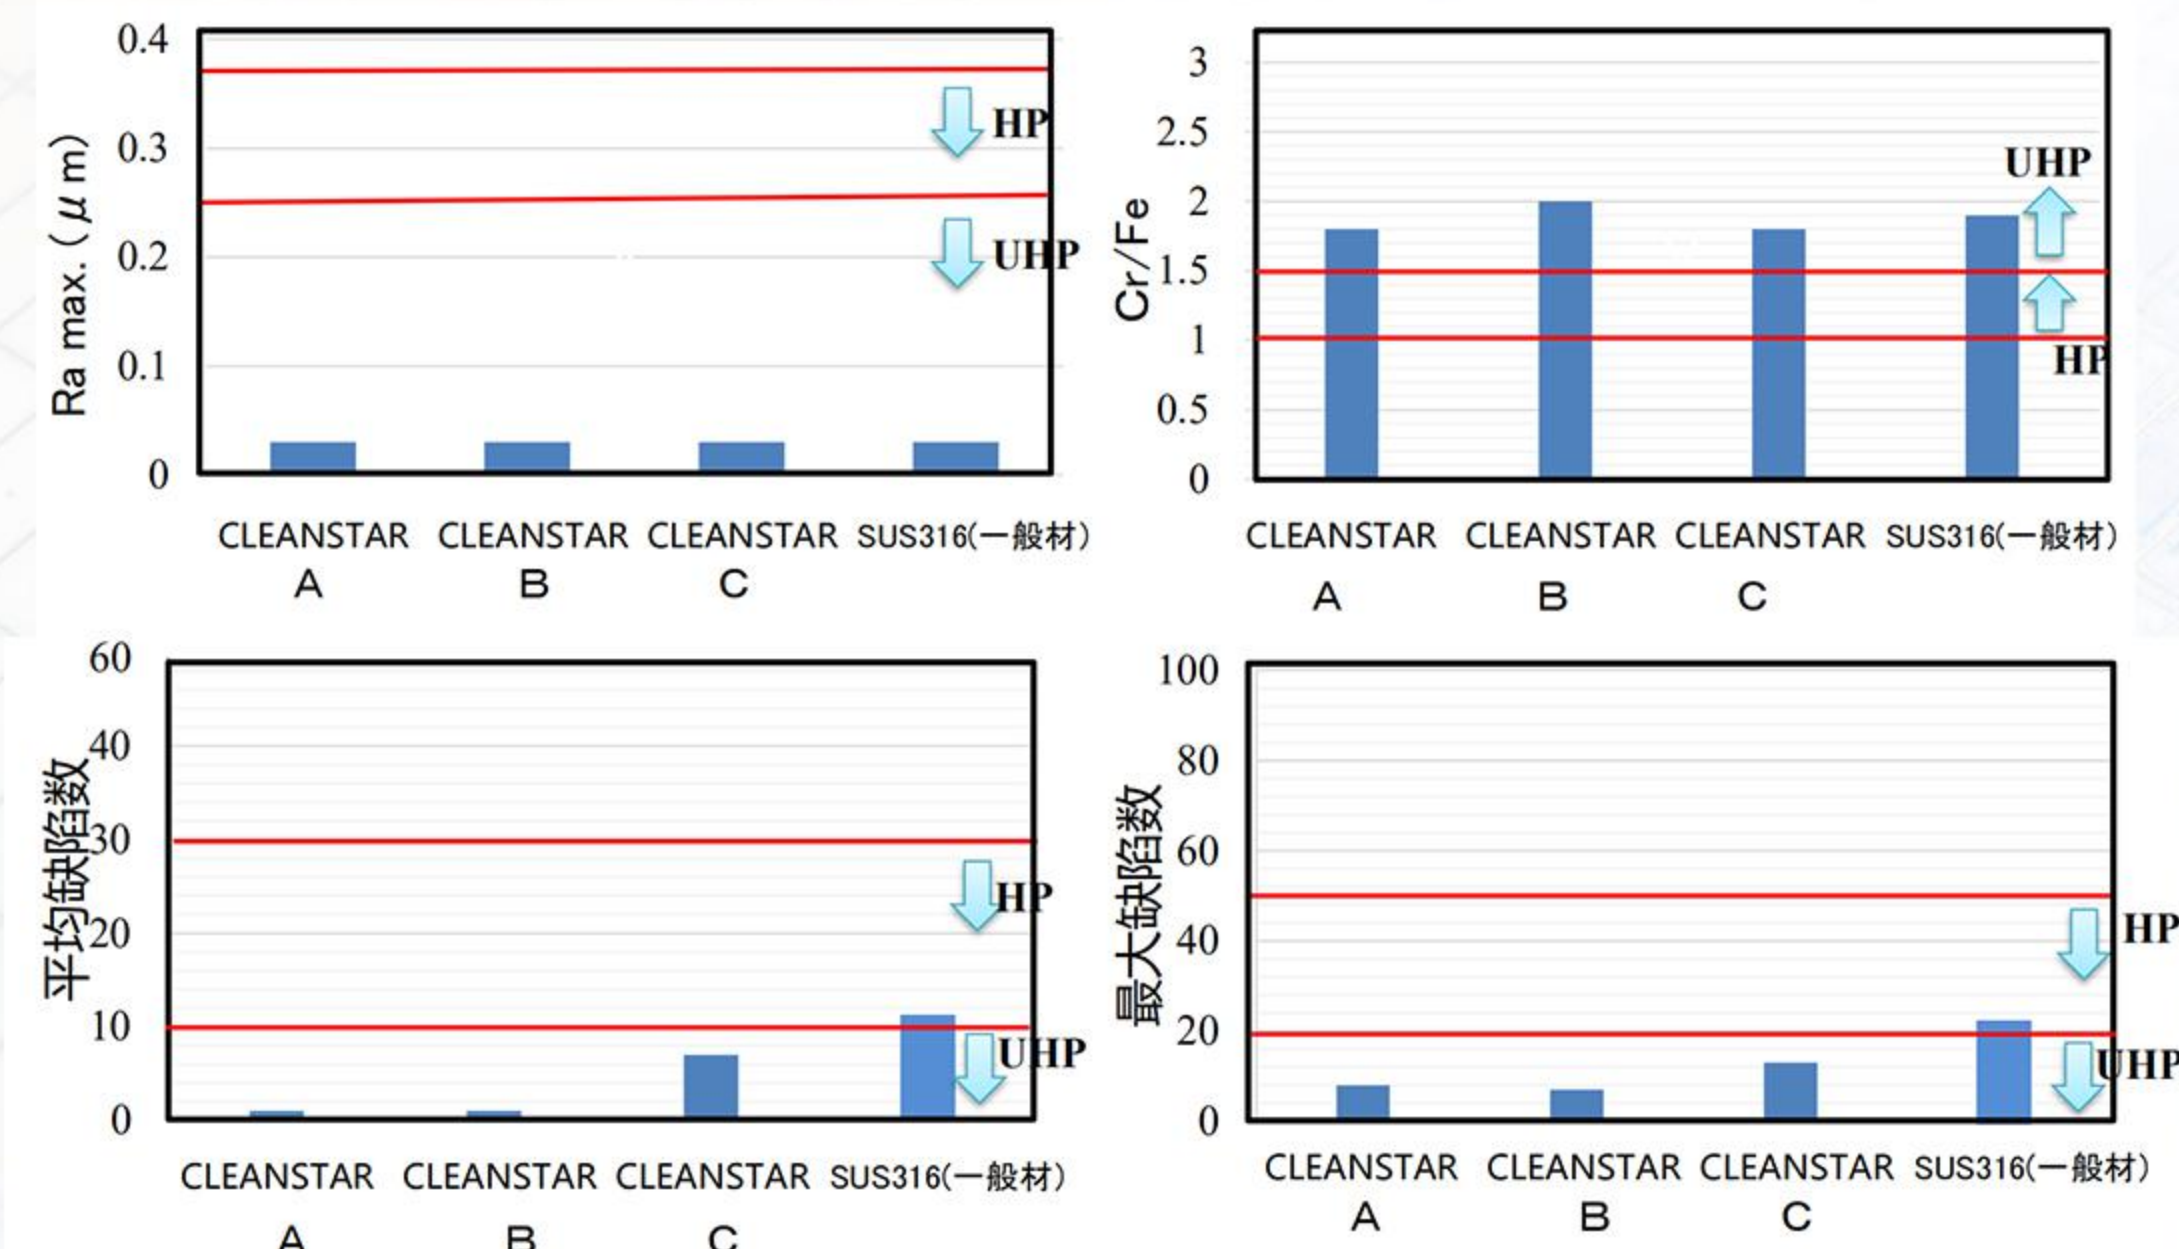 0.4
0.3
0.2
0.1
0
Ra max. (μm)
HP
UHP
CLEANSTAR CLEANSTAR CLEANSTAR SUS316(一般材)
A B C
3
2.5
2
1.5
1
0.5
0
Cr/Fe
UHP
HP
CLEANSTAR CLEANSTAR CLEANSTAR SUS316(一般材)
A B C
60
40
30
20
10
0
平均缺陷数
HP
UHP
CLEANSTAR CLEANSTAR CLEANSTAR SUS316(一般材)
A B C
100
80
60
40
20
0
最大缺陷数
HP
UHP
CLEANSTAR CLEANSTAR CLEANSTAR SUS316(一般材)
A B C